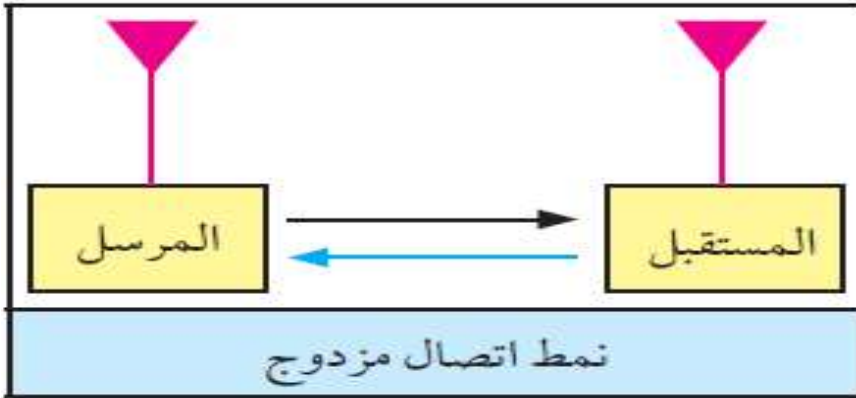 المستقبل
المرسل
نمط اتصال مزدوج